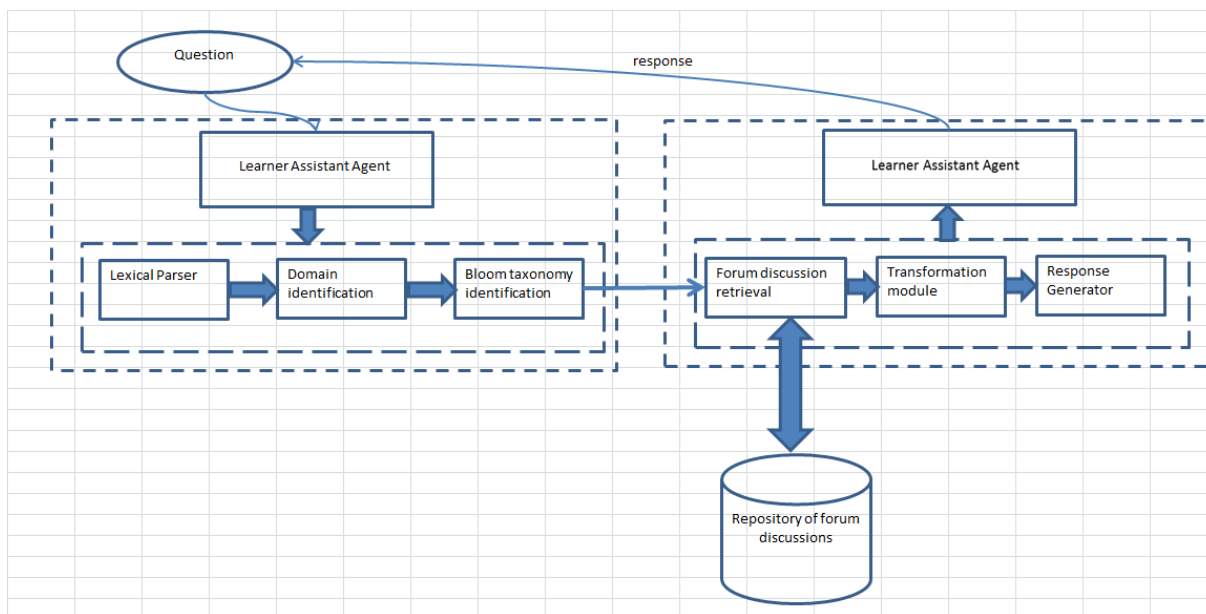 Question
response
Learner Assistant Agent
Learner Assistant Agent
Lexical Parser
Domain
identification
Bloom taxonomy
identification
Forum discussion
retrieval
Transformation
module
Response
Generator
Repository of forum
discussions